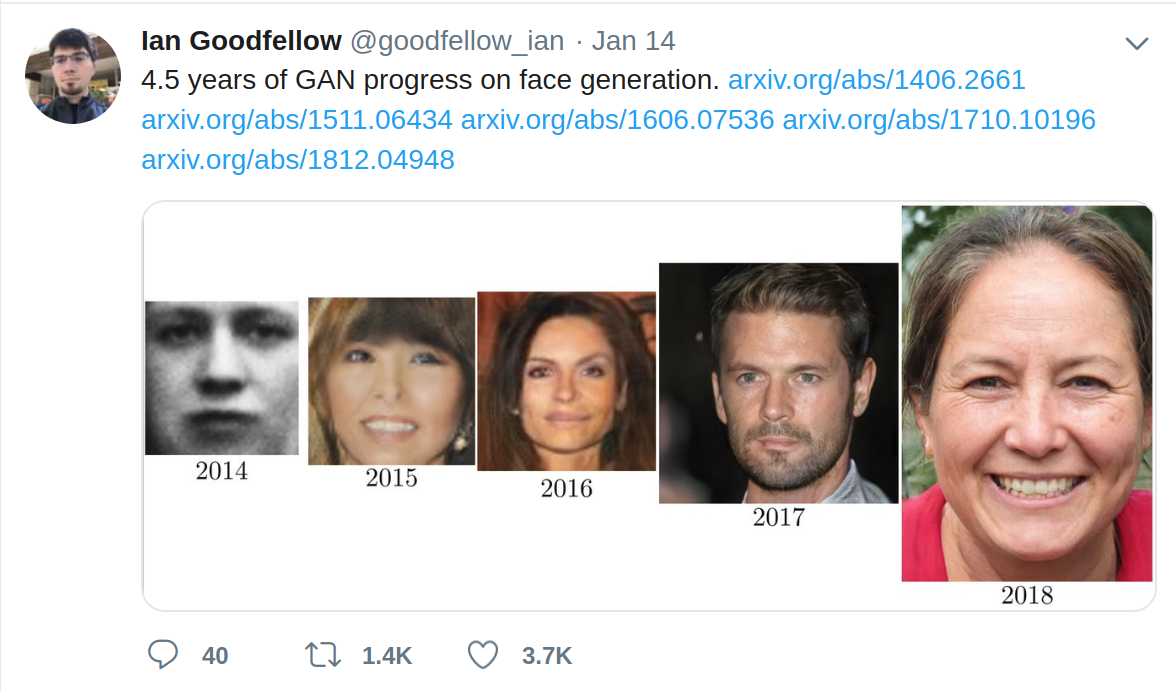 Ian Goodfellow @goodfellow_ian · Jan 14
4.5 years of GAN progress on face generation. arxiv.org/abs/1406.2661
arxiv.org/abs/1511.06434 arxiv.org/abs/1606.07536 arxiv.org/abs/1710.10196
arxiv.org/abs/1812.04948
2014
2015
2016
2017
2018
40 1.4K 3.7K